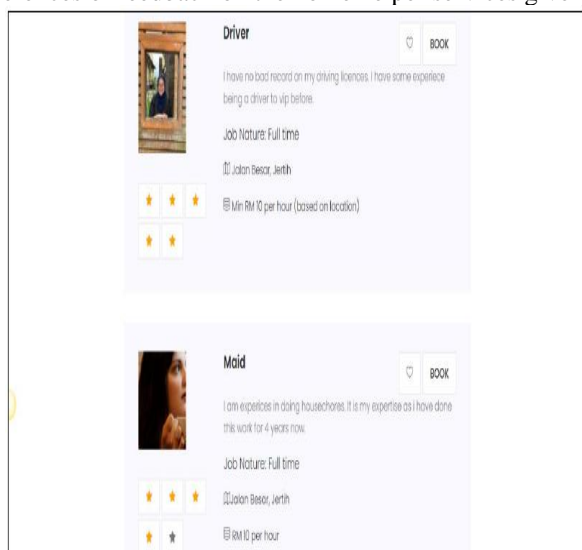 Driver
BOOK
I have no bad record on my driving licences. I have some experiece
being a driver to vip before.
Job Nature: Full time
Jalan Besar, Jertih
Min RM 10 per hour (based on location)
Maid
BOOK
I am experices in doing housechores. It is my expertise as i have done
this work for 4 years now.
Job Nature: Full time
Jalan Besar, Jertih
RM 10 per hour